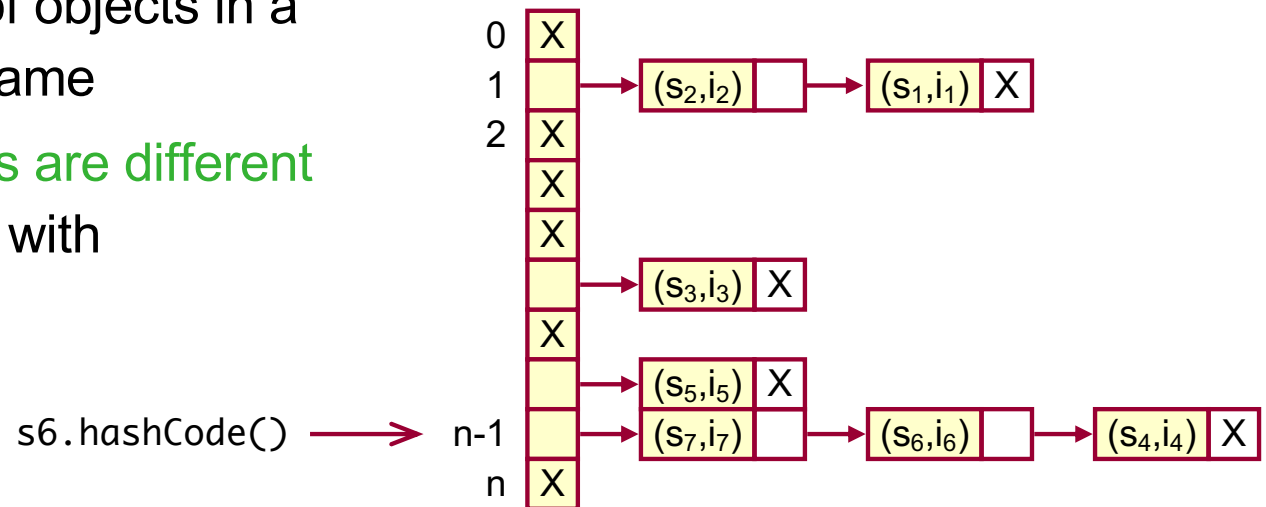 of objects in a
ame
s are different
with
0 X
1 (s₂,i₂) (s₁,i₁) X
2 X
X
X
(s₃,i₃) X
X
(s₅,i₅) X
s6.hashCode() n-1 (s₇,i₇) (s₆,i₆) (s₄,i₄) X
n X